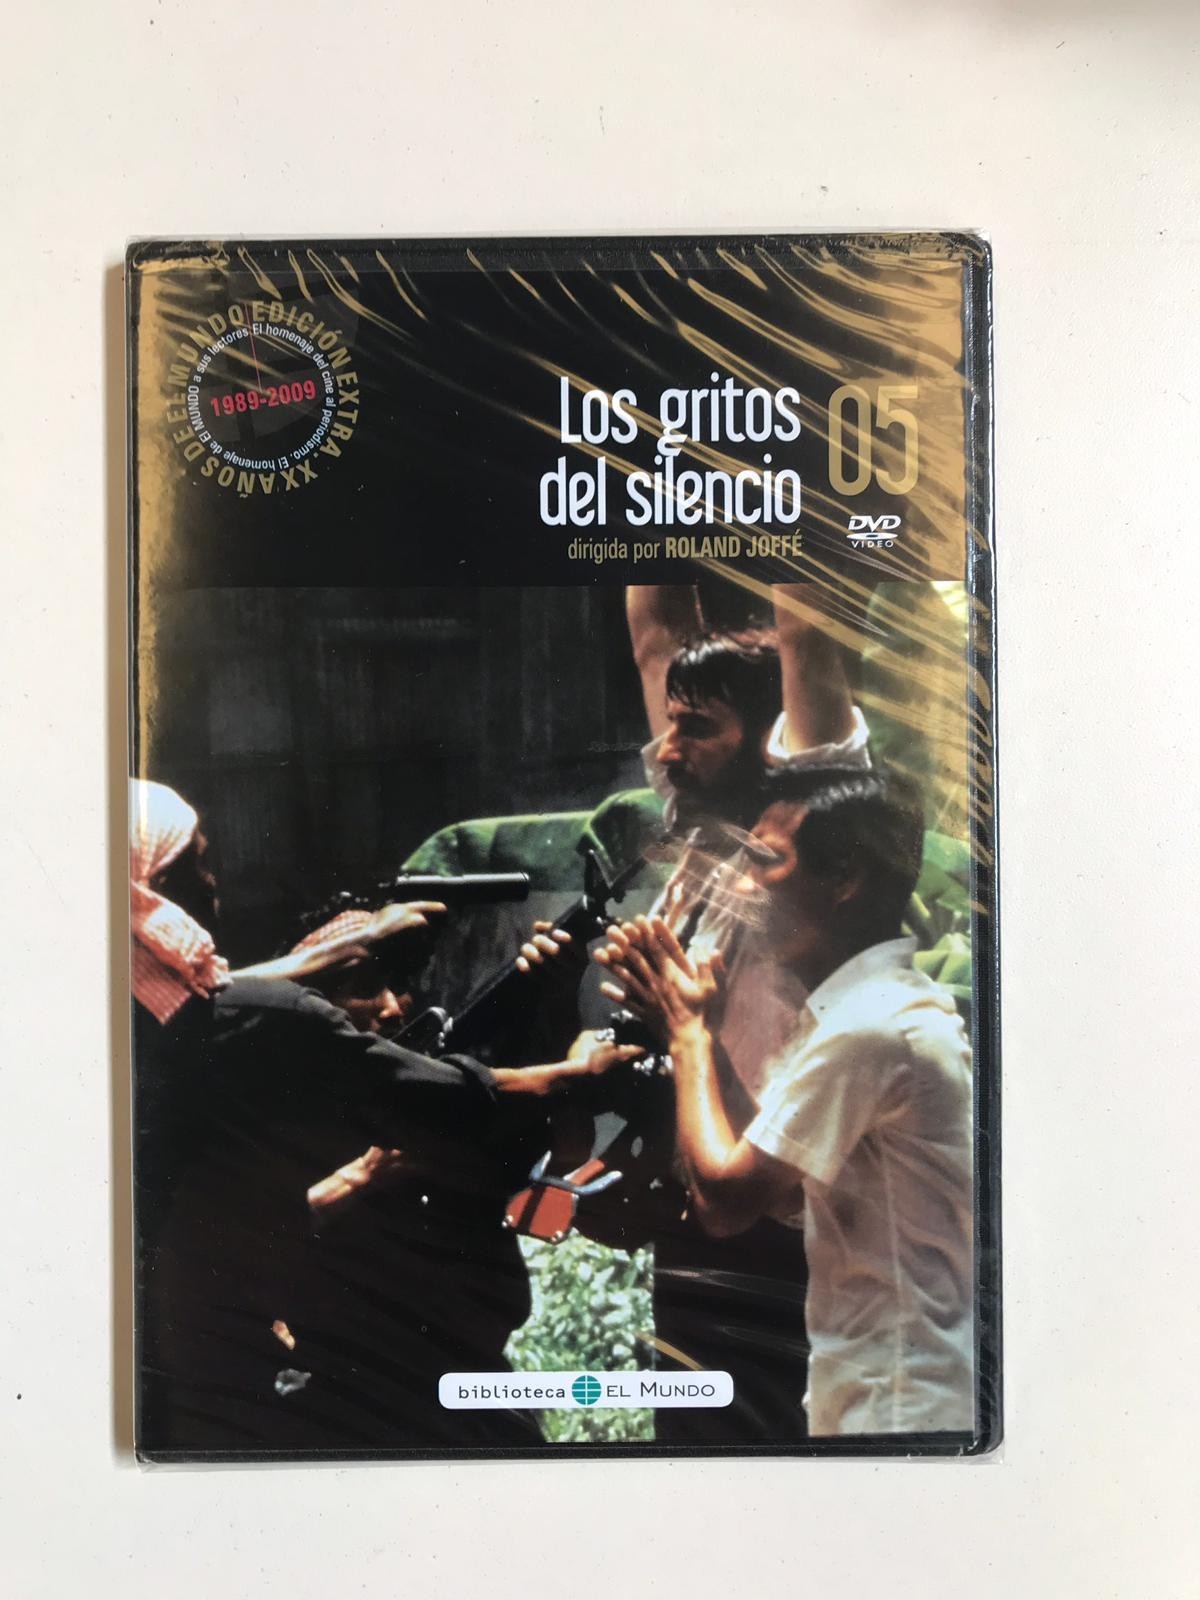 EDICIÓN EXTRA. XX AÑOS DE EL MUNDO
El homenaje del cine al periodismo. El homenaje de El MUNDO a sus lectores
1989-2009
Los gritos
del silencio
05
dirigida por ROLAND JOFFÉ
DVD
VIDEO
biblioteca EL MUNDO